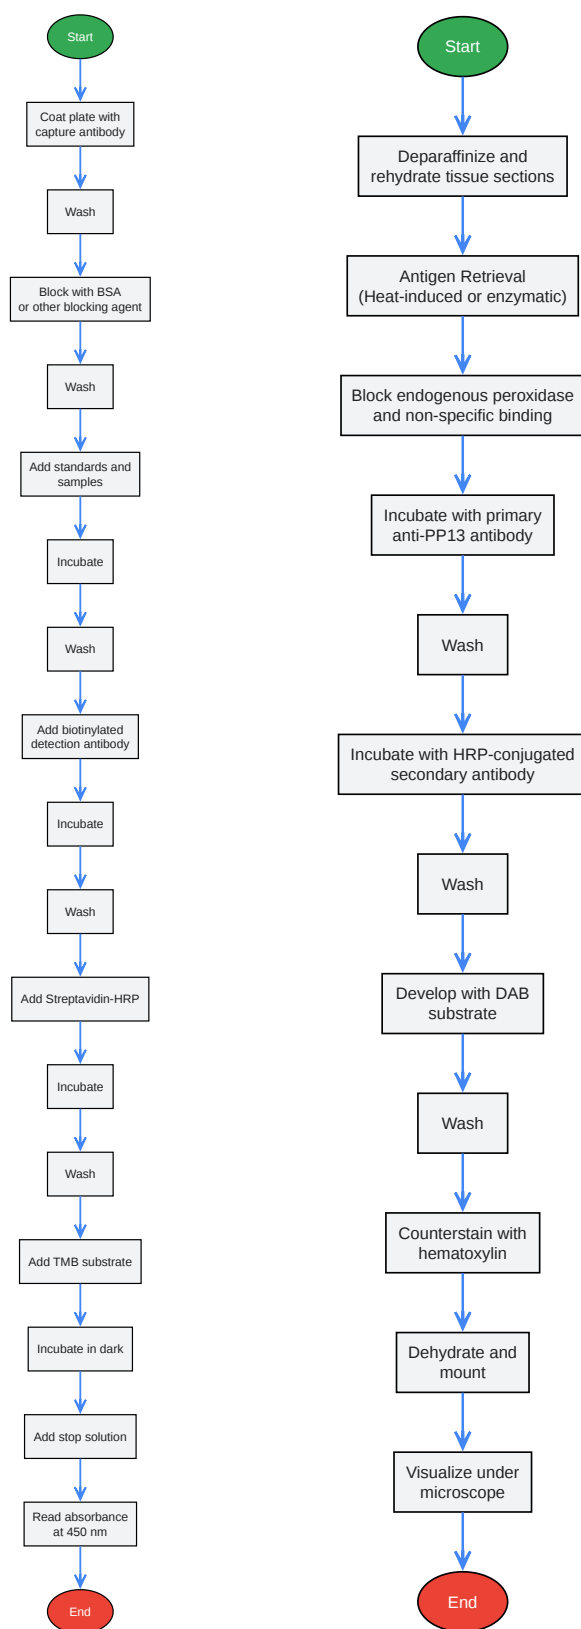 Start
Coat plate with
capture antibody
Wash
Block with BSA
or other blocking agent
Wash
Add standards and
samples
Incubate
Wash
Add biotinylated
detection antibody
Incubate
Wash
Add Streptavidin-HRP
Incubate
Wash
Add TMB substrate
Incubate in dark
Add stop solution
Read absorbance
at 450 nm
End
Start
Deparaffinize and
rehydrate tissue sections
Antigen Retrieval
(Heat-induced or enzymatic)
Block endogenous peroxidase
and non-specific binding
Incubate with primary
anti-PP13 antibody
Wash
Incubate with HRP-conjugated
secondary antibody
Wash
Develop with DAB
substrate
Wash
Counterstain with
hematoxylin
Dehydrate and
mount
Visualize under
microscope
End